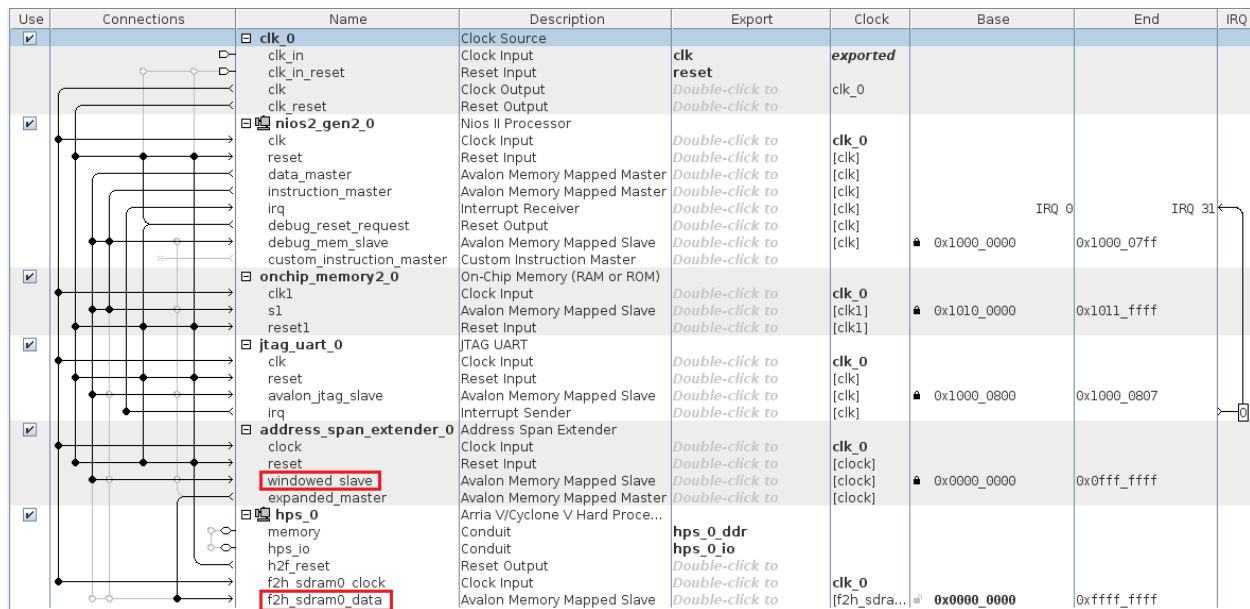 Use Connections Name Description Export Clock Base End IRQ
clk_0 Clock Source
clk_in Clock Input clk exported
clk_in_reset Reset Input reset
clk Clock Output Double-click to clk_0
clk_reset Reset Output Double-click to
nios2_gen2_0 Nios II Processor
clk Clock Input Double-click to clk_0
reset Reset Input Double-click to [clk]
data_master Avalon Memory Mapped Master Double-click to [clk]
instruction_master Avalon Memory Mapped Master Double-click to [clk]
irq Interrupt Receiver Double-click to [clk] IRQ 0 IRQ 31
debug_reset_request Reset Output Double-click to [clk]
debug_mem_slave Avalon Memory Mapped Slave Double-click to [clk] 0x1000_0000 0x1000_07ff
custom_instruction_master Custom Instruction Master Double-click to
onchip_memory2_0 On-Chip Memory (RAM or ROM)
clk1 Clock Input Double-click to clk_0
s1 Avalon Memory Mapped Slave Double-click to [clk1] 0x1010_0000 0x1011_ffff
reset1 Reset Input Double-click to [clk1]
jtag_uart_0 JTAG UART
clk Clock Input Double-click to clk_0
reset Reset Input Double-click to [clk]
avalon_jtag_slave Avalon Memory Mapped Slave Double-click to [clk] 0x1000_0800 0x1000_0807
irq Interrupt Sender Double-click to [clk] 0
address_span_extender_0 Address Span Extender
clock Clock Input Double-click to clk_0
reset Reset Input Double-click to [clock]
windowed_slave Avalon Memory Mapped Slave Double-click to [clock] 0x0000_0000 0x0fff_ffff
expanded_master Avalon Memory Mapped Master Double-click to [clock]
hps_0 Arria V/Cyclone V Hard Proce...
memory Conduit hps_0_ddr
hps_io Conduit hps_0_io
h2f_reset Reset Output Double-click to
f2h_sdram0_clock Clock Input Double-click to clk_0
f2h_sdram0_data Avalon Memory Mapped Slave Double-click to [f2h_sdra... 0x0000_0000 0xffff_ffff